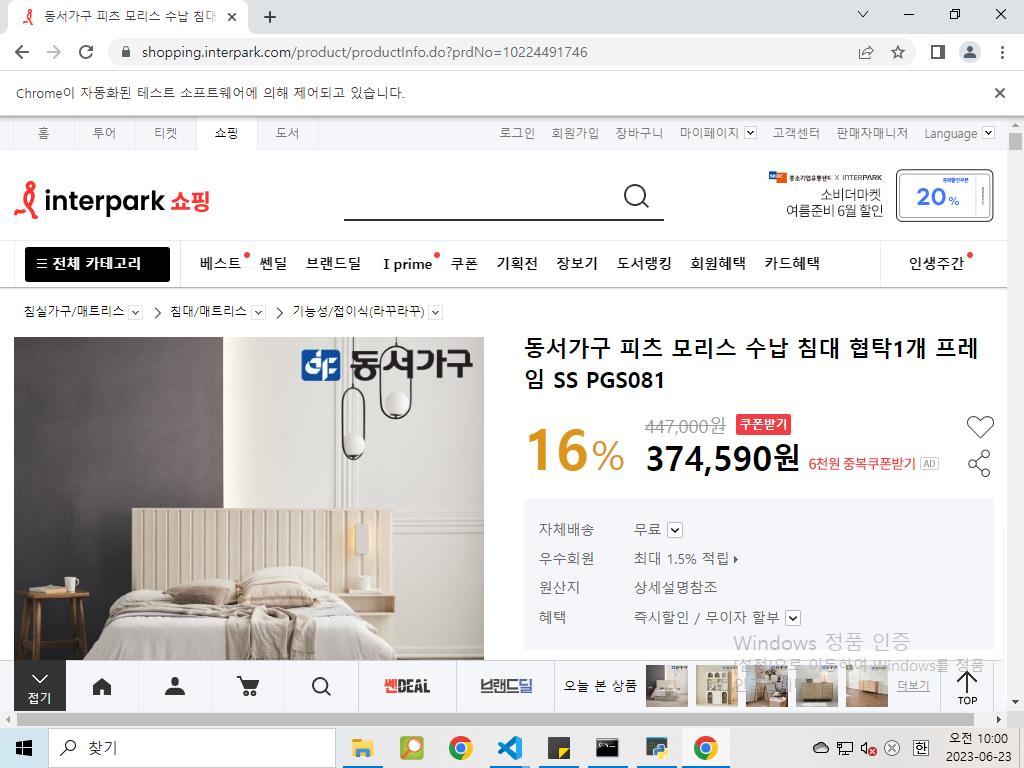 동서가구 피츠 모리스 수납 침대
shopping.interpark.com/product/productInfo.do?prdNo=10224491746
Chrome이 자동화된 테스트 소프트웨어에 의해 제어되고 있습니다.
홈 투어 티켓 쇼핑 도서 로그인 회원가입 장바구니 마이페이지 고객센터 판매자매니저 Language
interpark 쇼핑
중소기업유통센터 X INTERPARK
소비더마켓
여름준비 6월 할인
중복할인쿠폰
20%
전체 카테고리 베스트 쎈딜 브랜드딜 I prime 쿠폰 기획전 장보기 도서랭킹 회원혜택 카드혜택 인생주간
침실가구/매트리스 침대/매트리스 기능성/접이식(라꾸라꾸)
동서가구
동서가구 피츠 모리스 수납 침대 협탁1개 프레
임 SS PGS081
16% 447,000원 쿠폰받기
374,590원 6천원 중복쿠폰받기 AD
자체배송 무료
우수회원 최대 1.5% 적립
원산지 상세설명참조
혜택 즉시할인 / 무이자 할부
Windows 정품 인증
[설정]으로 이동하여 Windows를 정품
접기 쎈DEAL 브랜드딜 오늘 본 상품 더보기 TOP
찾기
한
오전 10:00
2023-06-23